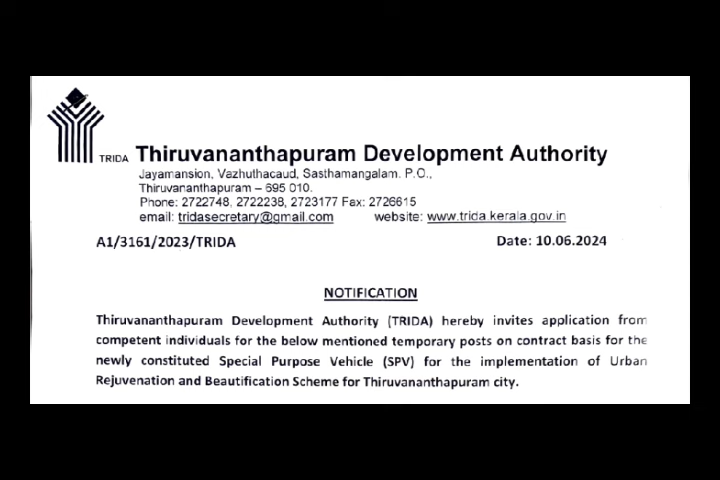 TRIDA Thiruvananthapuram Development Authority
Jayamansion, Vazhuthacaud, Sasthamangalam. P.O.,
Thiruvananthapuram – 695 010.
Phone: 2722748, 2722238, 2723177 Fax: 2726615
email: tridasecretary@gmail.com website: www.trida.kerala.gov.in
A1/3161/2023/TRIDA Date: 10.06.2024
NOTIFICATION
Thiruvananthapuram Development Authority (TRIDA) hereby invites application from
competent individuals for the below mentioned temporary posts on contract basis for the
newly constituted Special Purpose Vehicle (SPV) for the implementation of Urban
Rejuvenation and Beautification Scheme for Thiruvananthapuram city.